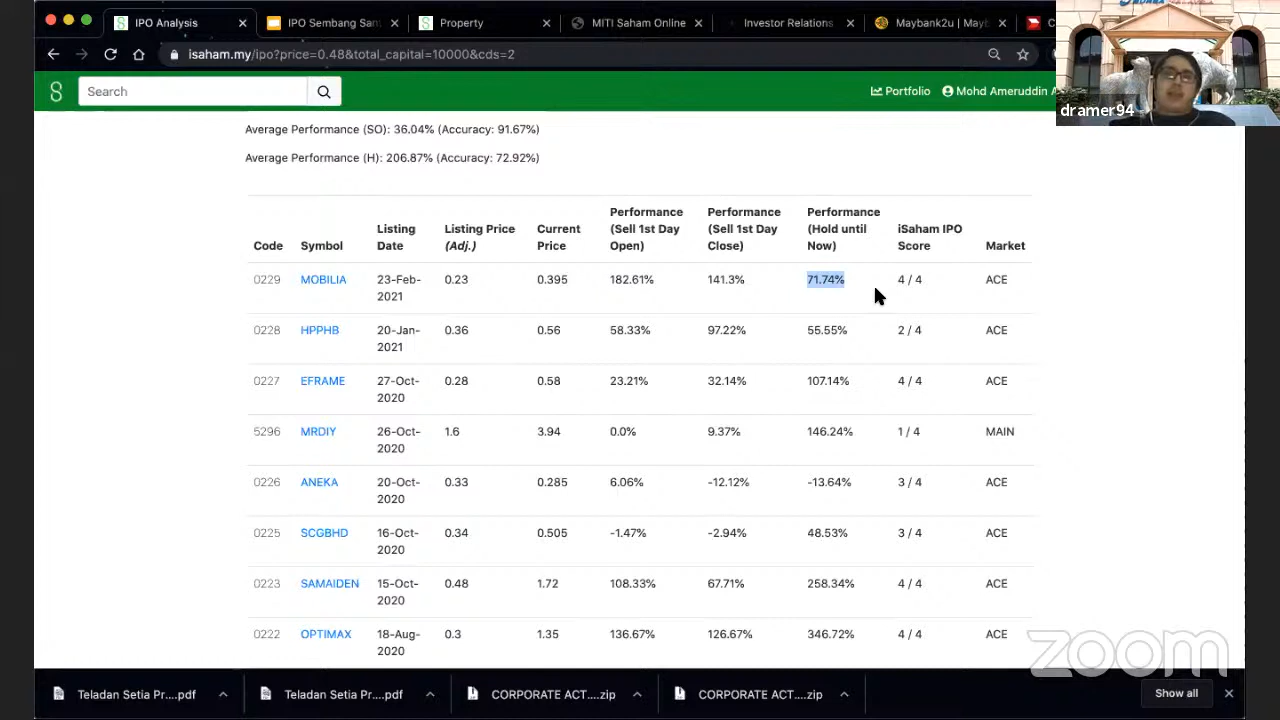 IPO Analysis
IPO Sembang San
Property
MITI Saham Online
Investor Relations
Maybank2u | Mayb
isaham.my/ipo?price=0.48&total_capital=10000&cds=2
Search
Portfolio
Mohd Ameruddin A
dramer94
Average Performance (SO): 36.04% (Accuracy: 91.67%)
Average Performance (H): 206.87% (Accuracy: 72.92%)
Code Symbol Listing Date Listing Price (Adj.) Current Price Performance (Sell 1st Day Open) Performance (Sell 1st Day Close) Performance (Hold until Now) iSaham IPO Score Market
0229 MOBILIA 23-Feb-2021 0.23 0.395 182.61% 141.3% 71.74% 4 / 4 ACE
0228 HPPHB 20-Jan-2021 0.36 0.56 58.33% 97.22% 55.55% 2 / 4 ACE
0227 EFRAME 27-Oct-2020 0.28 0.58 23.21% 32.14% 107.14% 4 / 4 ACE
5296 MRDIY 26-Oct-2020 1.6 3.94 0.0% 9.37% 146.24% 1 / 4 MAIN
0226 ANEKA 20-Oct-2020 0.33 0.285 6.06% -12.12% -13.64% 3 / 4 ACE
0225 SCGBHD 16-Oct-2020 0.34 0.505 -1.47% -2.94% 48.53% 3 / 4 ACE
0223 SAMAIDEN 15-Oct-2020 0.48 1.72 108.33% 67.71% 258.34% 4 / 4 ACE
0222 OPTIMAX 18-Aug-2020 0.3 1.35 136.67% 126.67% 346.72% 4 / 4 ACE
zoom
Teladan Setia Pr....pdf
Teladan Setia Pr....pdf
CORPORATE ACT....zip
CORPORATE ACT....zip
Show all